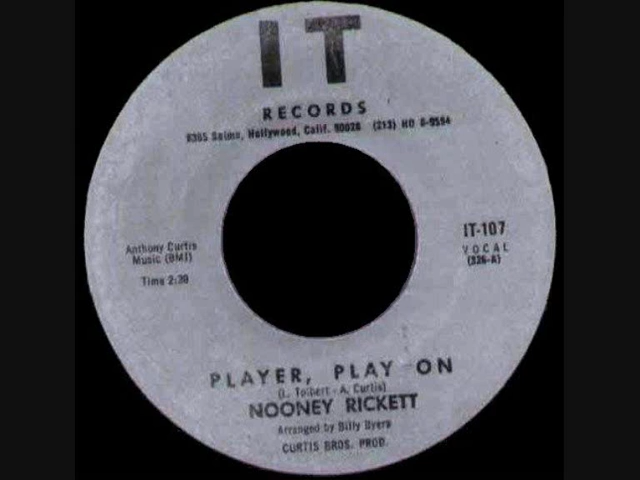 IT
RECORDS
6365 Selma, Hollywood, Calif. 90028 (213) HO 6-9554
IT-107
VOCAL
(326-A)
Anthony Curtis
Music (BMI)
Time 2:30
PLAYER, PLAY ON
(L. Tolbert - A. Curtis)
NOONEY RICKETT
Arranged by Billy Byers
CURTIS BROS. PROD.